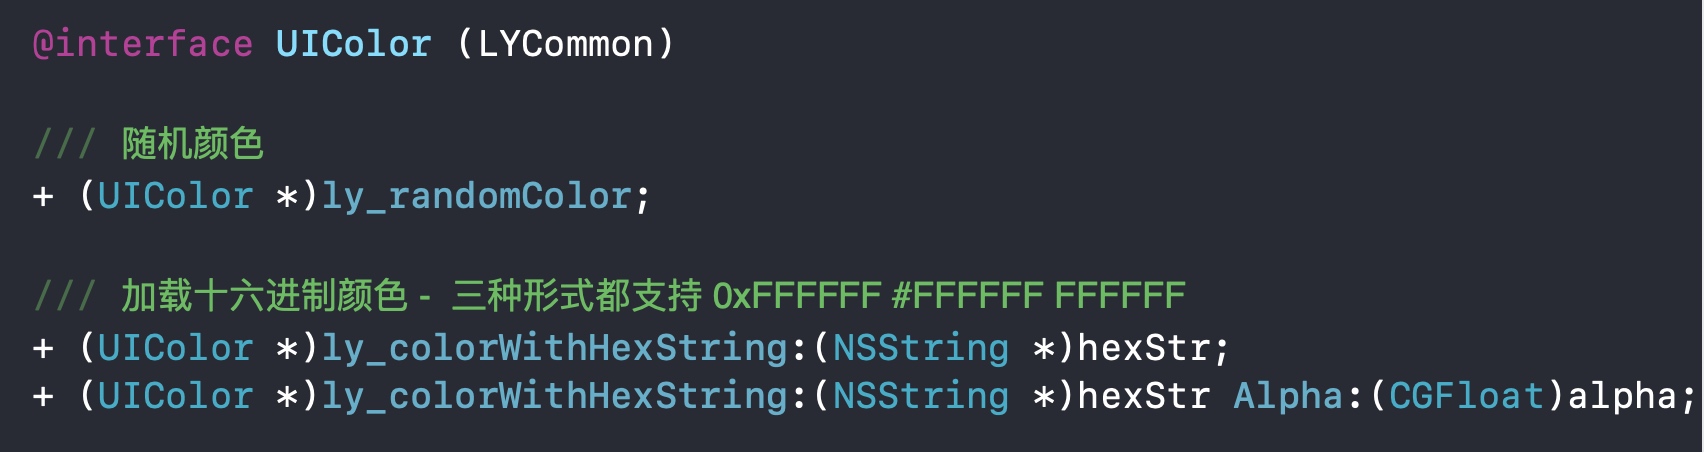 @interface UIColor (LYCommon)
/// 随机颜色
+ (UIColor *)ly_randomColor;
/// 加载十六进制颜色 - 三种形式都支持 0xFFFFFF #FFFFFF FFFFFF
+ (UIColor *)ly_colorWithHexString:(NSString *)hexStr;
+ (UIColor *)ly_colorWithHexString:(NSString *)hexStr Alpha:(CGFloat)alpha;